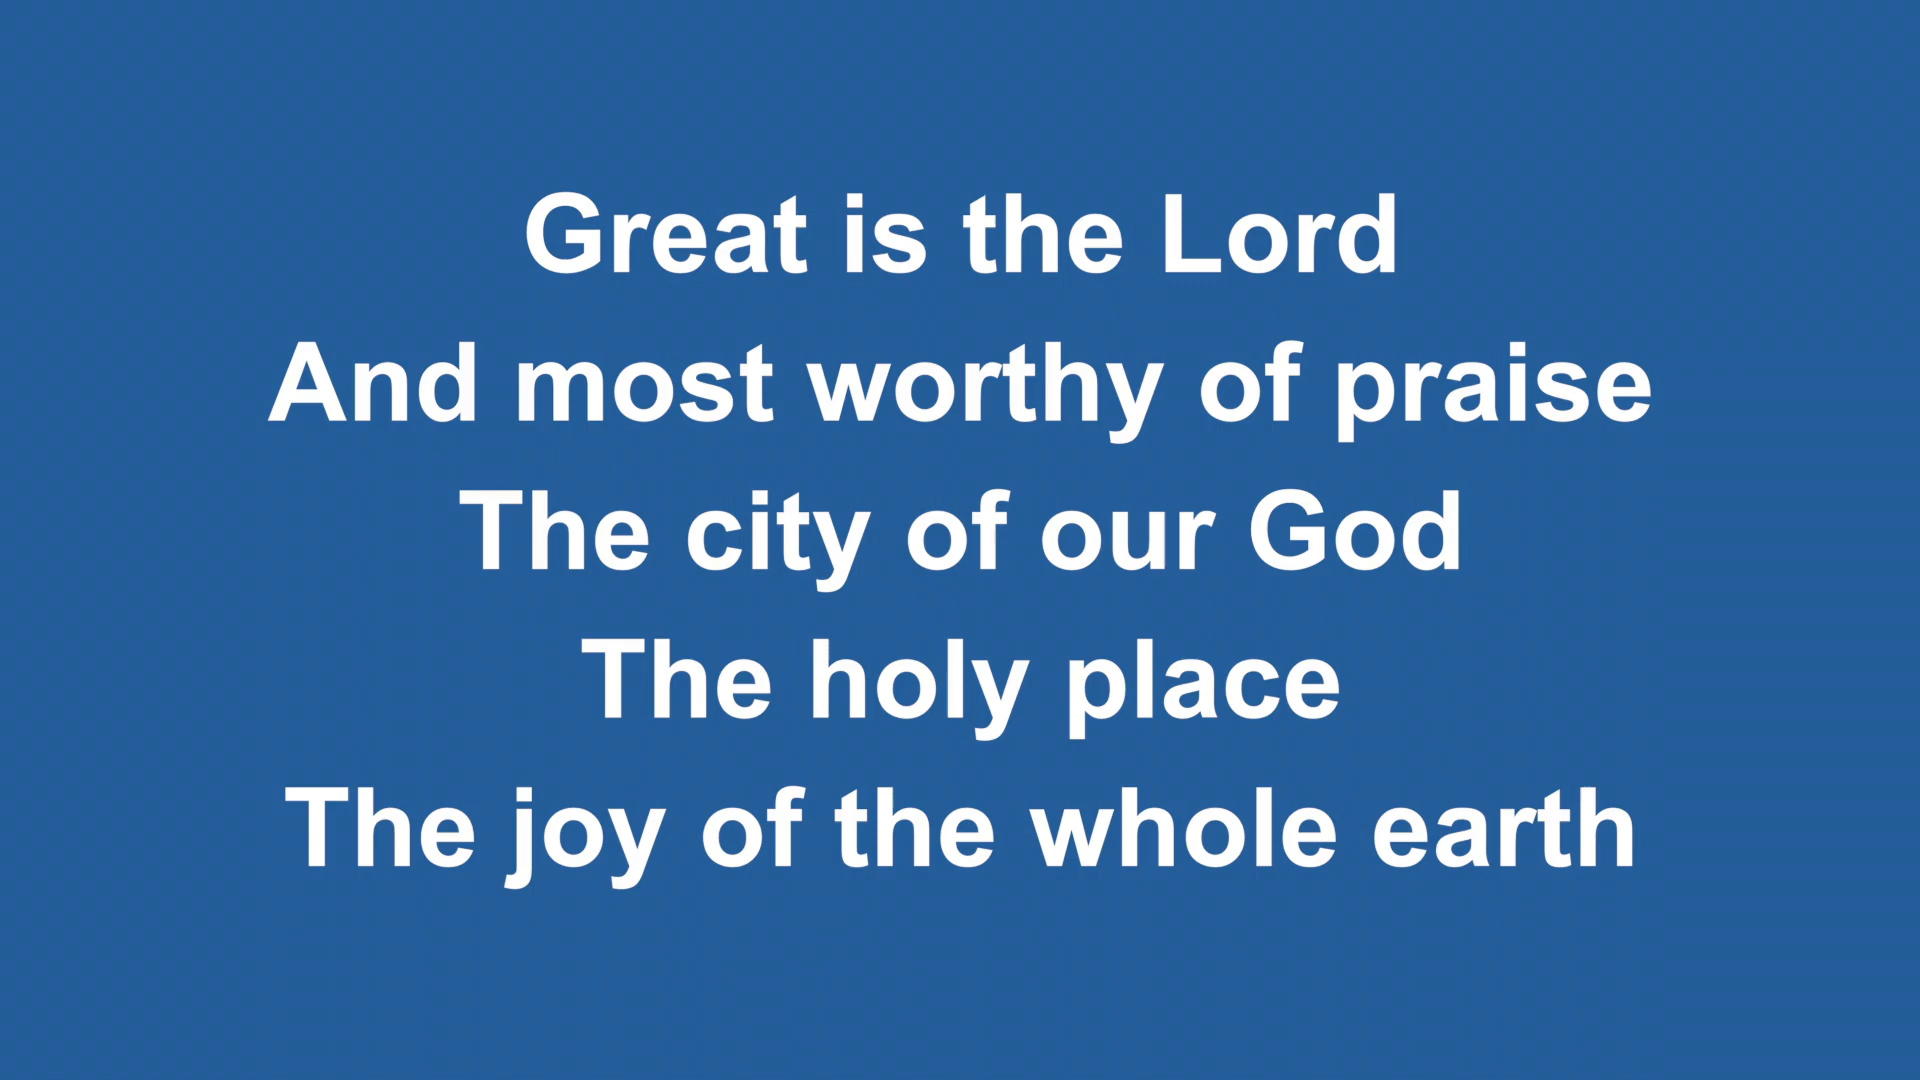 Great is the Lord
And most worthy of praise
The city of our God
The holy place
The joy of the whole earth